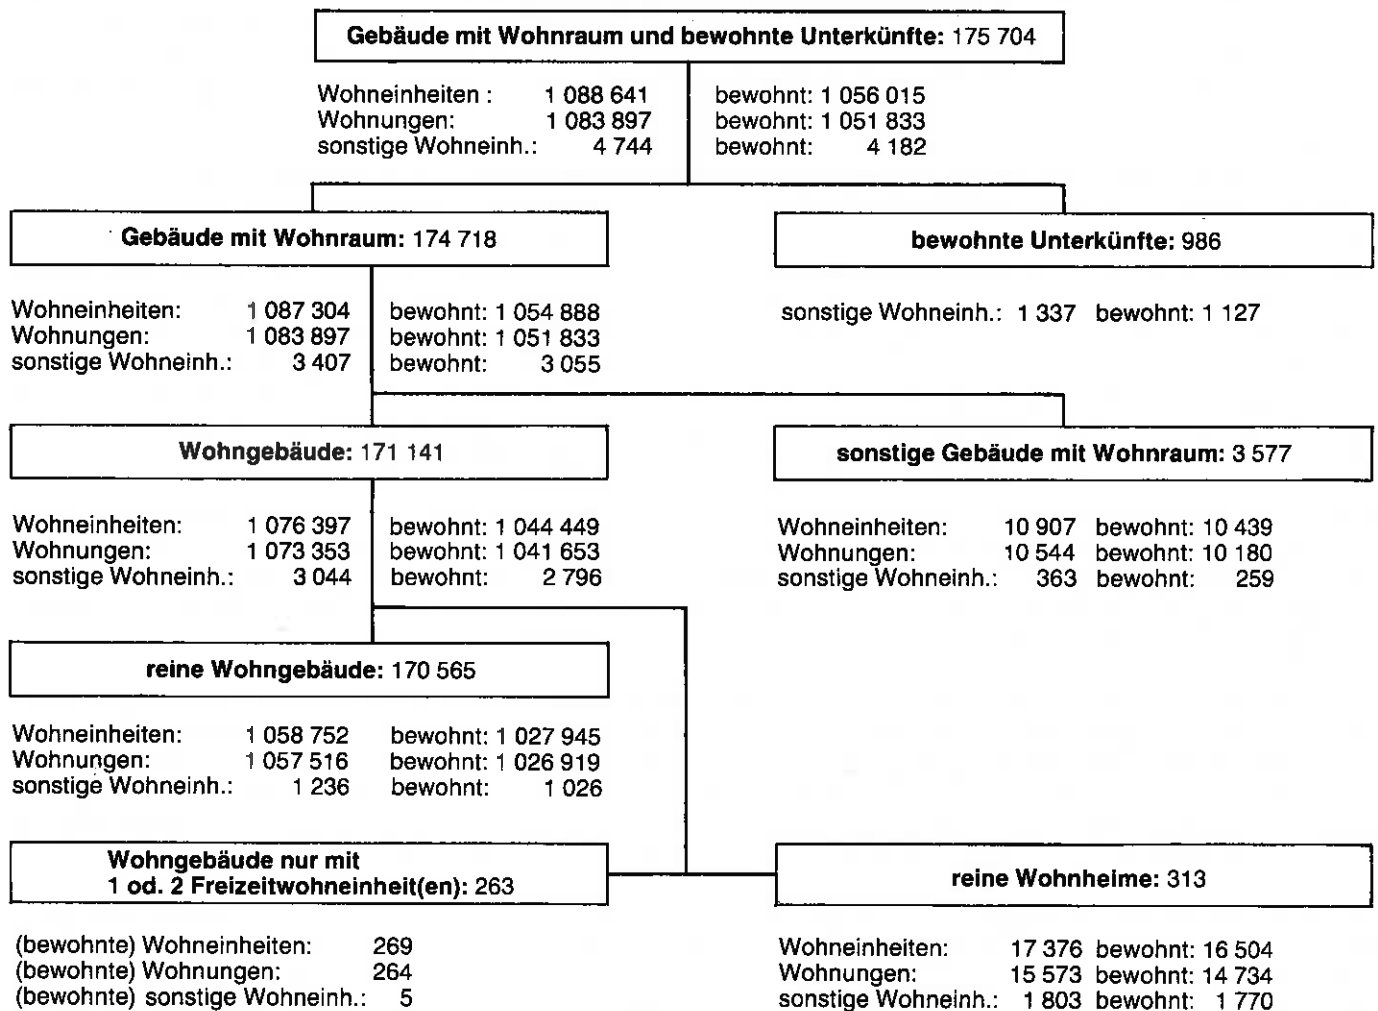 Gebäude mit Wohnraum und bewohnte Unterkünfte: 175 704
Wohneinheiten : 1 088 641 bewohnt: 1 056 015
Wohnungen: 1 083 897 bewohnt: 1 051 833
sonstige Wohneinh.: 4 744 bewohnt: 4 182
Gebäude mit Wohnraum: 174 718
Wohneinheiten: 1 087 304 bewohnt: 1 054 888
Wohnungen: 1 083 897 bewohnt: 1 051 833
sonstige Wohneinh.: 3 407 bewohnt: 3 055
bewohnte Unterkünfte: 986
sonstige Wohneinh.: 1 337 bewohnt: 1 127
Wohngebäude: 171 141
Wohneinheiten: 1 076 397 bewohnt: 1 044 449
Wohnungen: 1 073 353 bewohnt: 1 041 653
sonstige Wohneinh.: 3 044 bewohnt: 2 796
sonstige Gebäude mit Wohnraum: 3 577
Wohneinheiten: 10 907 bewohnt: 10 439
Wohnungen: 10 544 bewohnt: 10 180
sonstige Wohneinh.: 363 bewohnt: 259
reine Wohngebäude: 170 565
Wohneinheiten: 1 058 752 bewohnt: 1 027 945
Wohnungen: 1 057 516 bewohnt: 1 026 919
sonstige Wohneinh.: 1 236 bewohnt: 1 026
Wohngebäude nur mit
1 od. 2 Freizeitwohneinheit(en): 263
(bewohnte) Wohneinheiten: 269
(bewohnte) Wohnungen: 264
(bewohnte) sonstige Wohneinh.: 5
reine Wohnheime: 313
Wohneinheiten: 17 376 bewohnt: 16 504
Wohnungen: 15 573 bewohnt: 14 734
sonstige Wohneinh.: 1 803 bewohnt: 1 770